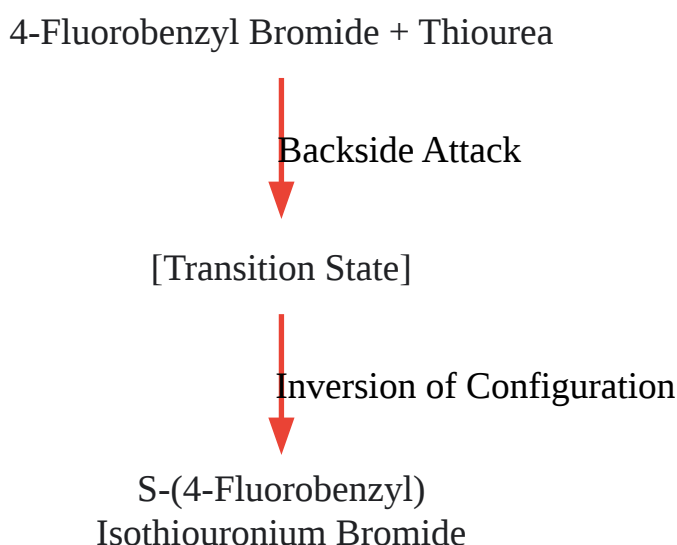 4-Fluorobenzyl Bromide + Thiourea
Backside Attack
[Transition State]
Inversion of Configuration
S-(4-Fluorobenzyl)
Isothiouronium Bromide